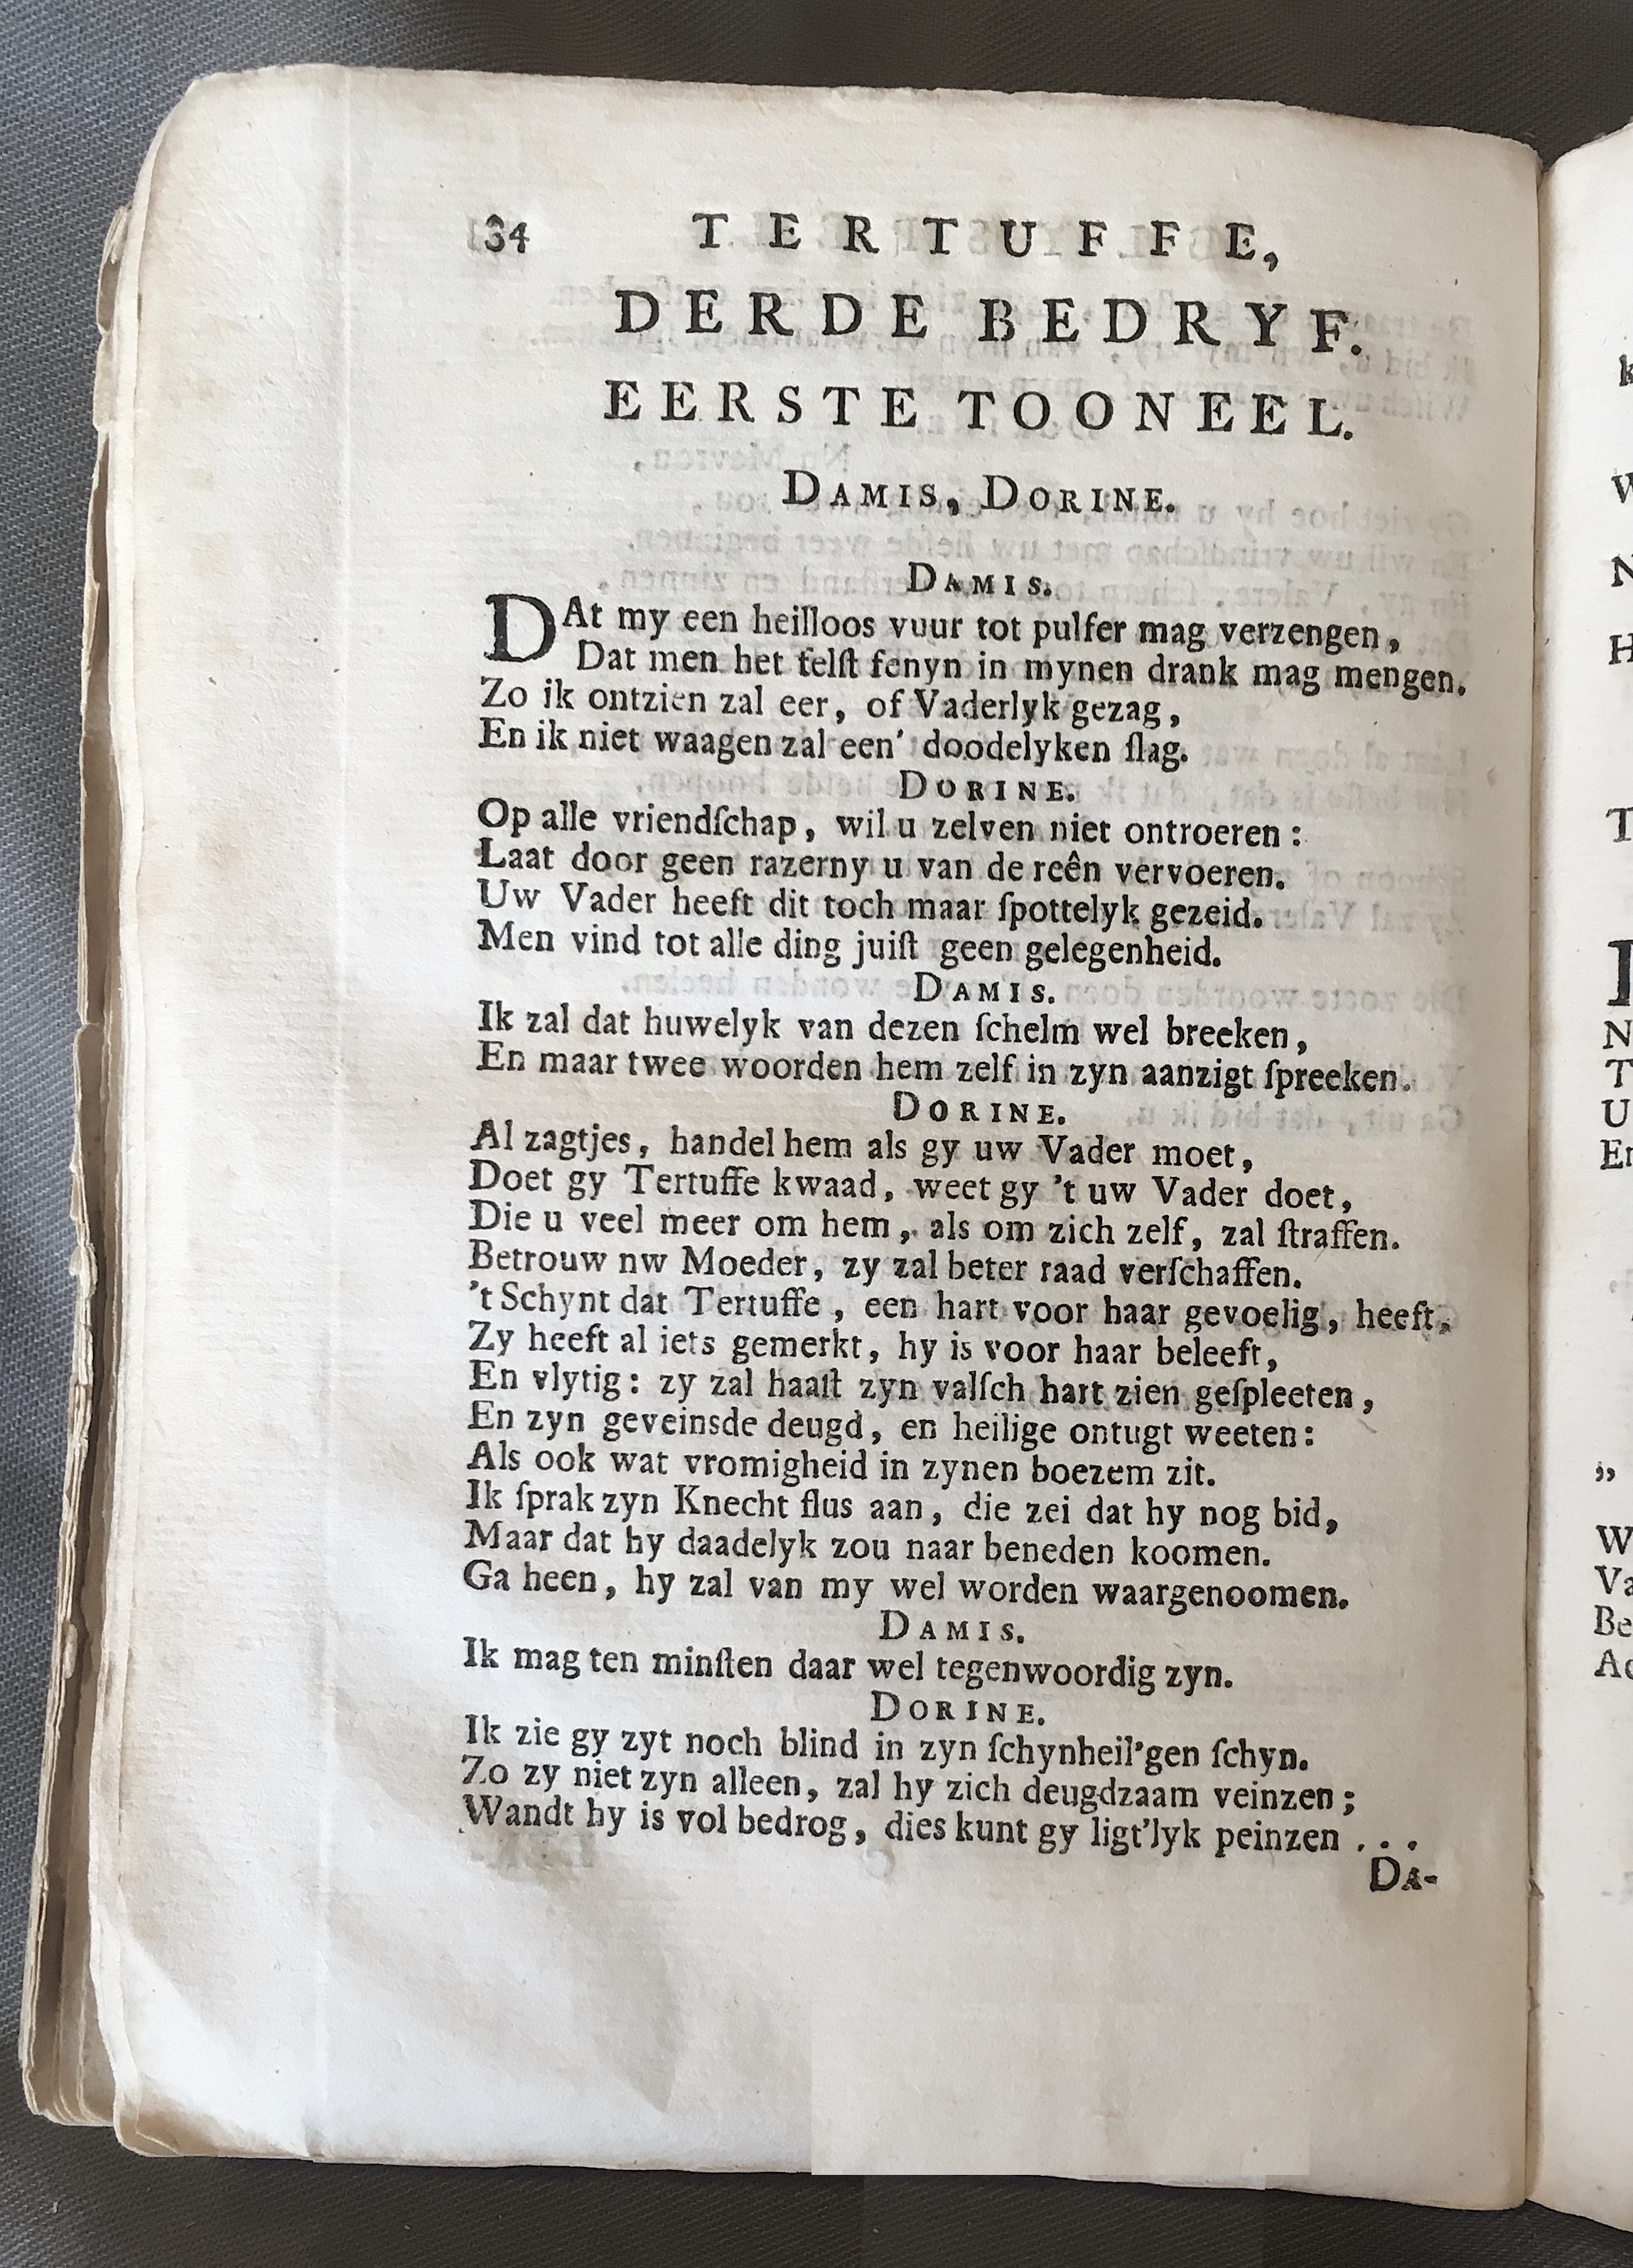 34 TERTUFFE,
DERDE BEDRYF.
EERSTE TOONEEL.
DAMIS, DORINE.
DAMIS.
DAt my een heilloos vuur tot pulfer mag verzengen,
Dat men het felſt fenyn in mynen drank mag mengen.
Zo ik ontzien zal eer, of Vaderlyk gezag,
En ik niet waagen zal een' doodelyken ſlag.
DORINE.
Op alle vriendſchap, wil u zelven niet ontroeren:
Laat door geen razerny u van de reên vervoeren.
Uw Vader heeft dit toch maar ſpottelyk gezeid.
Men vind tot alle ding juiſt geen gelegenheid.
DAMIS.
Ik zal dat huwelyk van dezen ſchelm wel breeken,
En maar twee woorden hem zelf in zyn aanzigt ſpreeken.
DORINE.
Al zagtjes, handel hem als gy uw Vader moet,
Doet gy Tertuffe kwaad, weet gy 't uw Vader doet,
Die u veel meer om hem, als om zich zelf, zal ſtraffen.
Betrouw nw Moeder, zy zal beter raad verſchaffen.
't Schynt dat Tertuffe, een hart voor haar gevoelig, heeft,
Zy heeft al iets gemerkt, hy is voor haar beleeft,
En vlytig: zy zal haaſt zyn valſch hart zien geſpleeten,
En zyn geveinsde deugd, en heilige ontugt weeten:
Als ook wat vromigheid in zynen boezem zit.
Ik ſprak zyn Knecht flus aan, die zei dat hy nog bid,
Maar dat hy daadelyk zou naar beneden koomen.
Ga heen, hy zal van my wel worden waargenoomen.
DAMIS.
Ik mag ten minſten daar wel tegenwoordig zyn.
DORINE.
Ik zie gy zyt noch blind in zyn ſchynheil'gen ſchyn.
Zo zy niet zyn alleen, zal hy zich deugdzaam veinzen;
Wandt hy is vol bedrog, dies kunt gy ligt'lyk peinzen ...
DA-